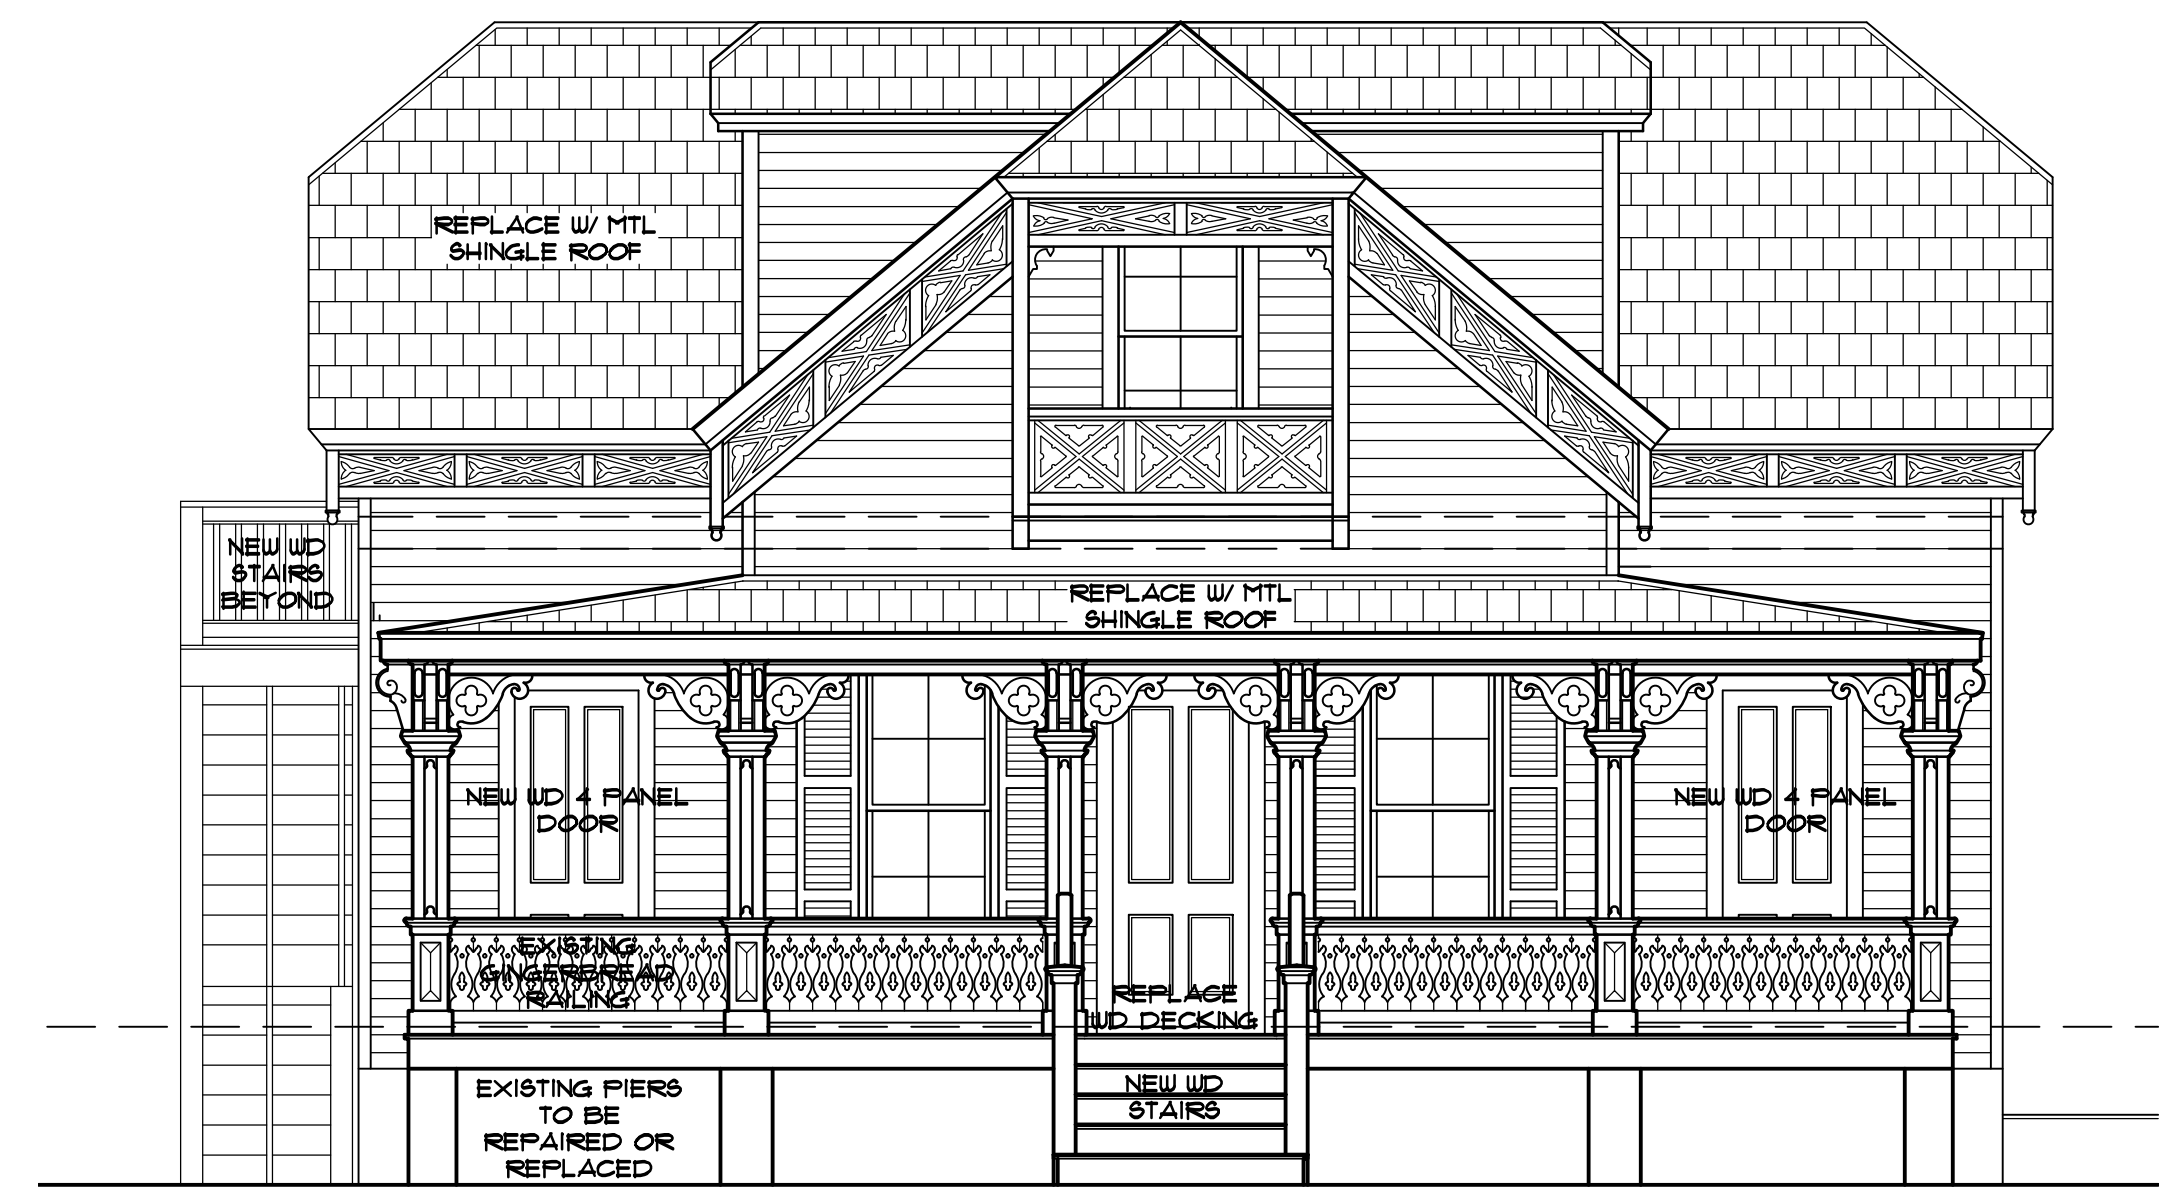 REPLACE W/ MTL
SHINGLE ROOF
NEW WD
STAIRS
BEYOND
REPLACE W/ MTL
SHINGLE ROOF
NEW WD 4 PANEL
DOOR
NEW WD 4 PANEL
DOOR
EXISTING
GINGERBREAD
RAILING
REPLACE
WD DECKING
NEW WD
STAIRS
EXISTING PIERS
TO BE
REPAIRED OR
REPLACED